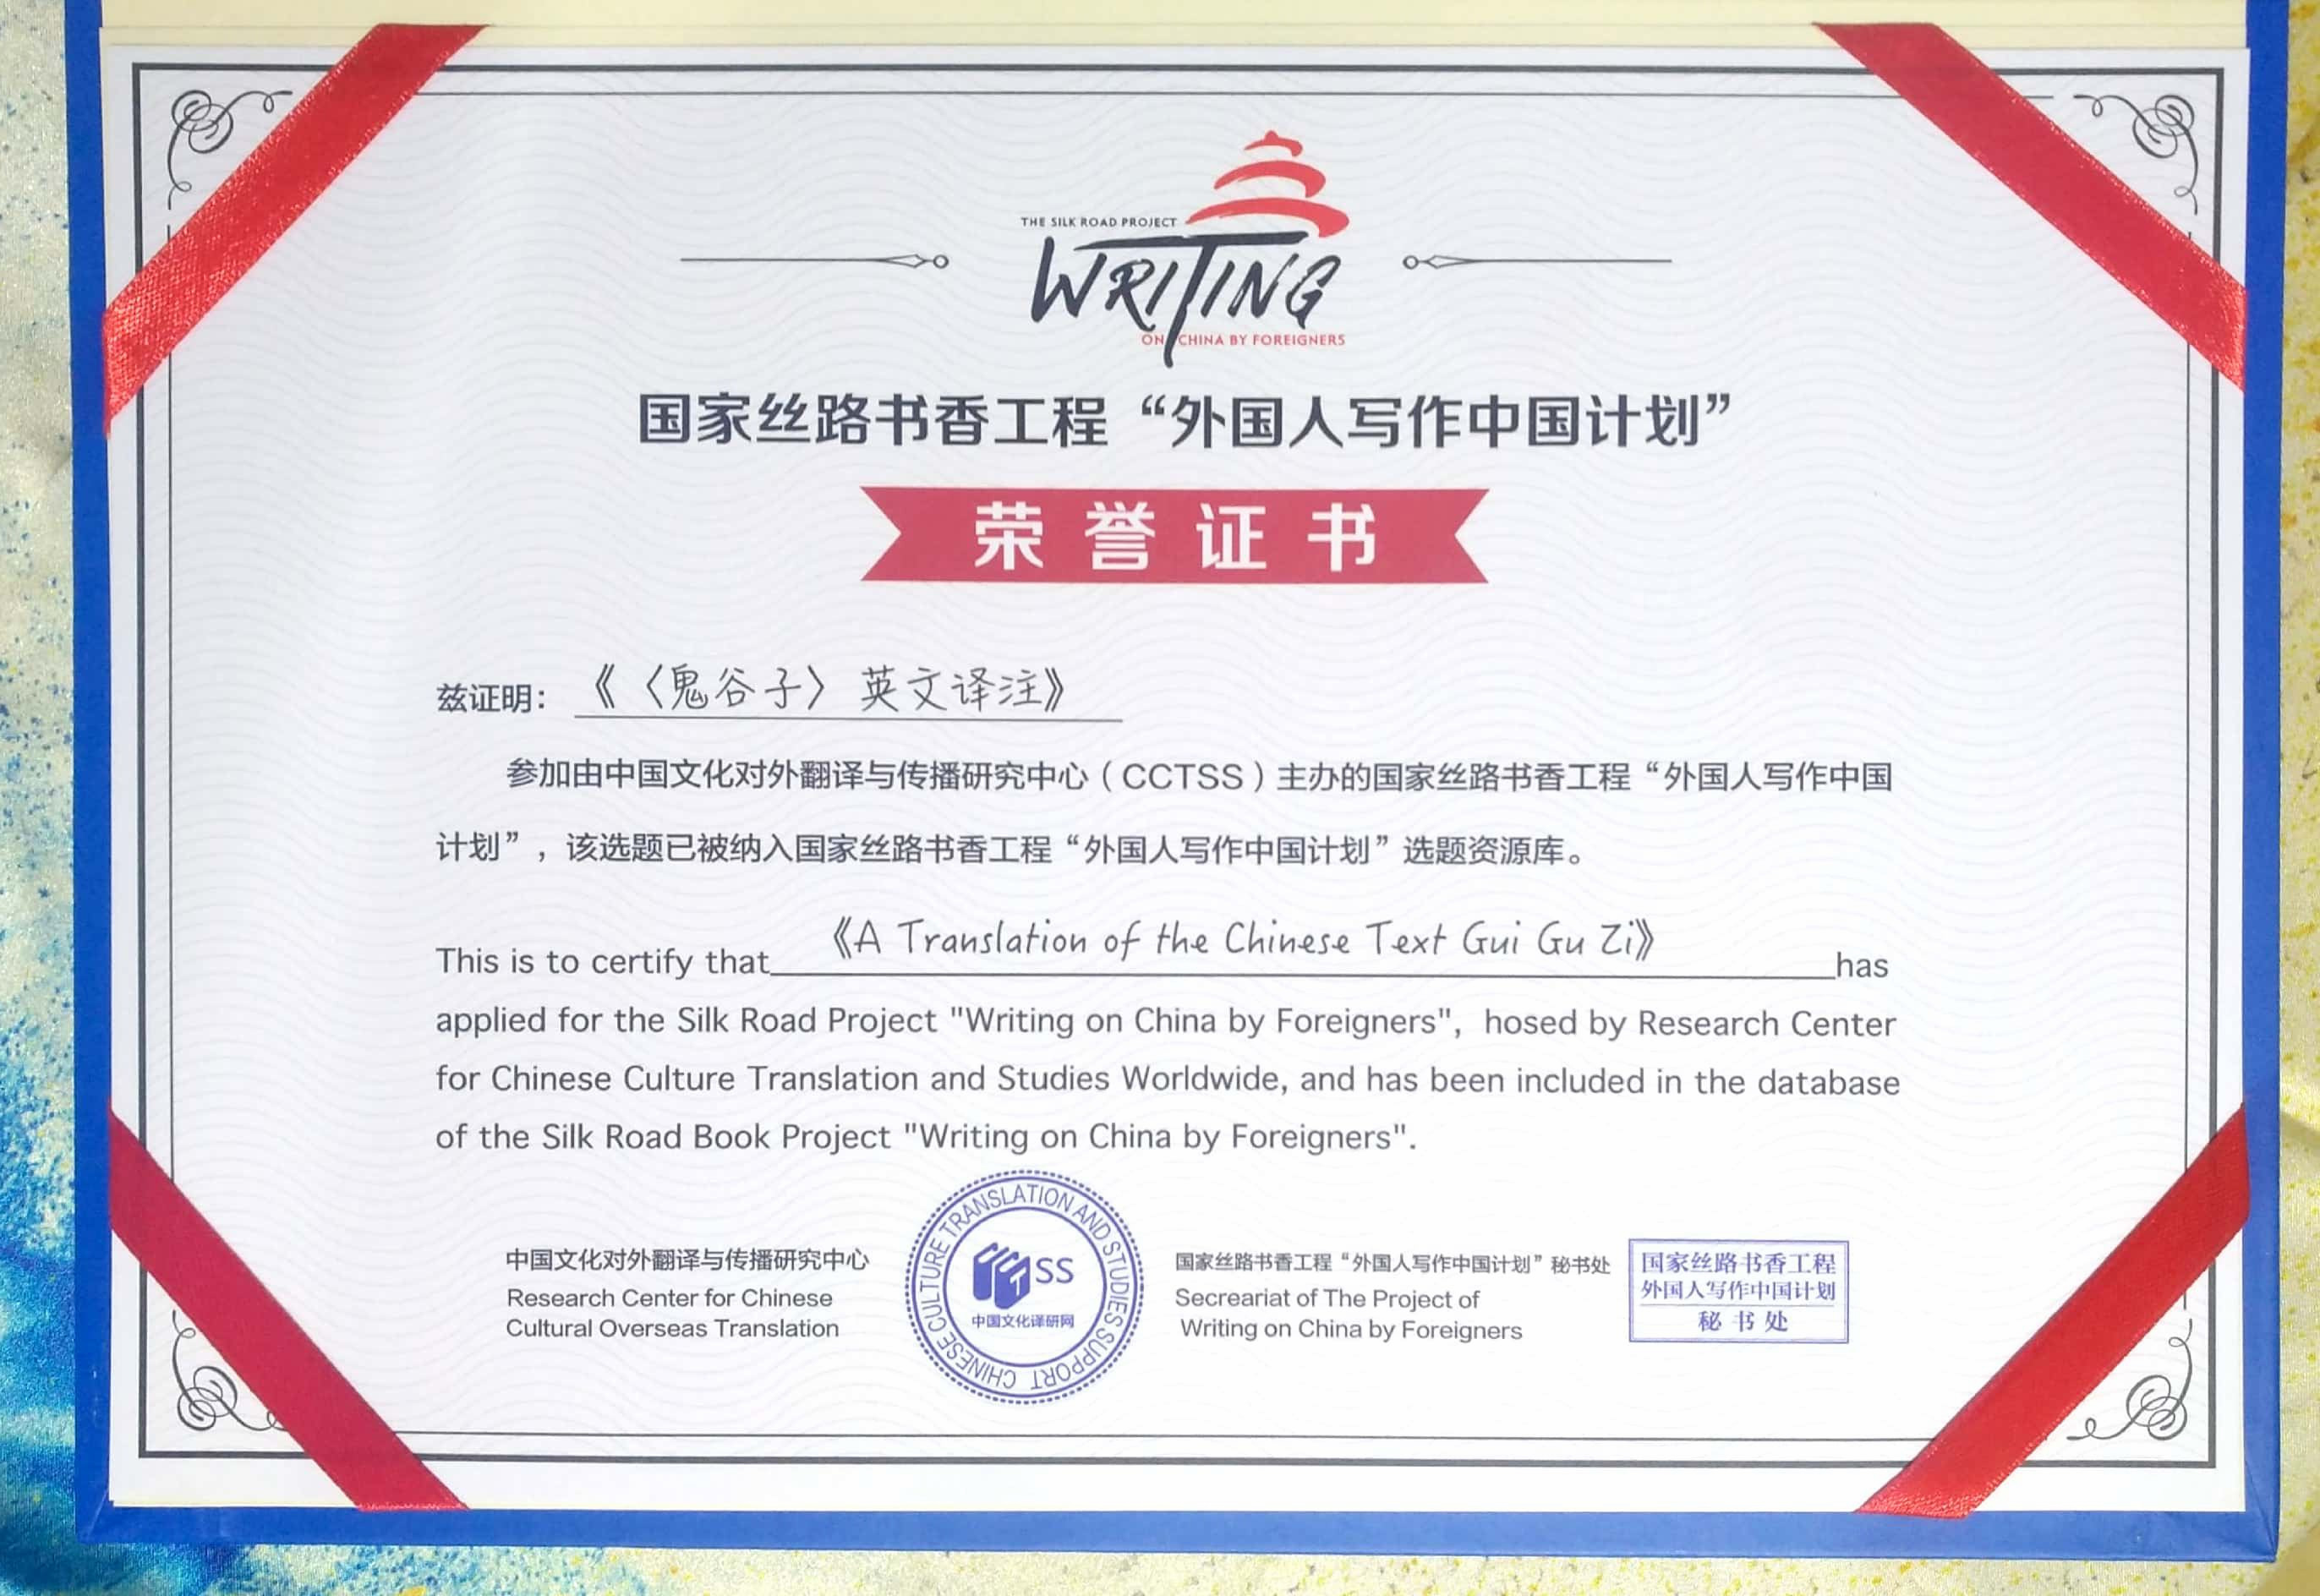 THE SILK ROAD PROJECT
WRITING
ON CHINA BY FOREIGNERS
国家丝路书香工程“外国人写作中国计划”
荣誉证书
兹证明：《〈鬼谷子〉英文译注》
参加由中国文化对外翻译与传播研究中心（CCTSS）主办的国家丝路书香工程“外国人写作中国
计划”，该选题已被纳入国家丝路书香工程“外国人写作中国计划”选题资源库。
This is to certify that 《A Translation of the Chinese Text Gui Gu Zi》 has
applied for the Silk Road Project "Writing on China by Foreigners", hosed by Research Center
for Chinese Culture Translation and Studies Worldwide, and has been included in the database
of the Silk Road Book Project "Writing on China by Foreigners".
中国文化对外翻译与传播研究中心
Research Center for Chinese
Cultural Overseas Translation
CHINESE CULTURE TRANSLATION AND STUDIES SUPPORT
CCTSS
中国文化译研网
国家丝路书香工程“外国人写作中国计划”秘书处
Secreariat of The Project of
Writing on China by Foreigners
国家丝路书香工程
外国人写作中国计划
秘书处